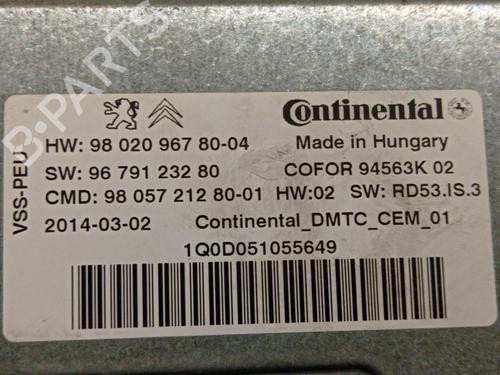 Continental
HW: 98 020 967 80-04 Made in Hungary
SW: 96 791 232 80 COFOR 94563K 02
CMD: 98 057 212 80-01 HW:02 SW: RD53.IS.3
2014-03-02 Continental_DMTC_CEM_01
1Q0D051055649
VSS-PEU
B-PARTS